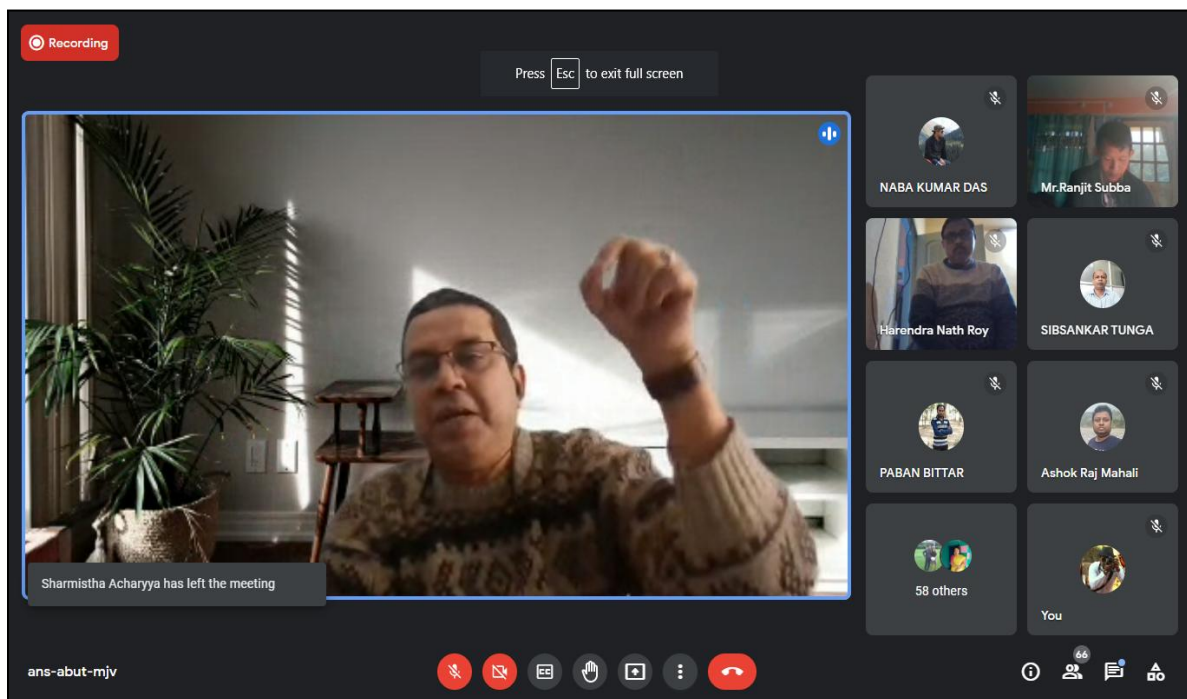 Recording
Press Esc to exit full screen
NABA KUMAR DAS
Mr.Ranjit Subba
Harendra Nath Roy
SIBSANKAR TUNGA
PABAN BITTAR
Ashok Raj Mahali
58 others
You
Sharmistha Acharyya has left the meeting
ans-abut-mjv
CC
66